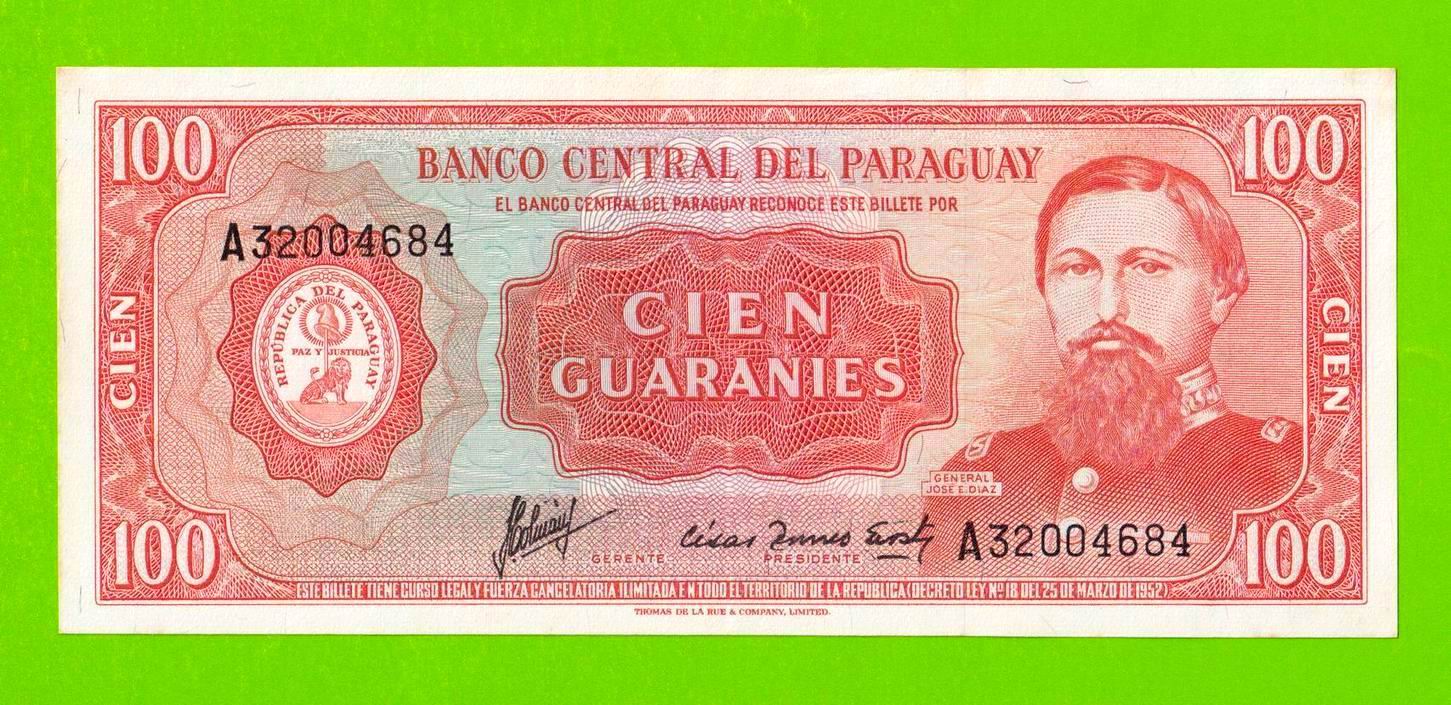 100
100
BANCO CENTRAL DEL PARAGUAY
EL BANCO CENTRAL DEL PARAGUAY RECONOCE ESTE BILLETE POR
A32004684
REPUBLICA DEL PARAGUAY
PAZ Y JUSTICIA
CIEN
CIEN GUARANIES
CIEN
GENERAL
JOSE E. DIAZ
GERENTE
PRESIDENTE
A32004684
100
100
ESTE BILLETE TIENE CURSO LEGAL Y FUERZA CANCELATORIA ILIMITADA EN TODO EL TERRITORIO DE LA REPUBLICA (DECRETO LEY Nº 18 DEL 25 DE MARZO DE 1952)
THOMAS DE LA RUE & COMPANY, LIMITED.